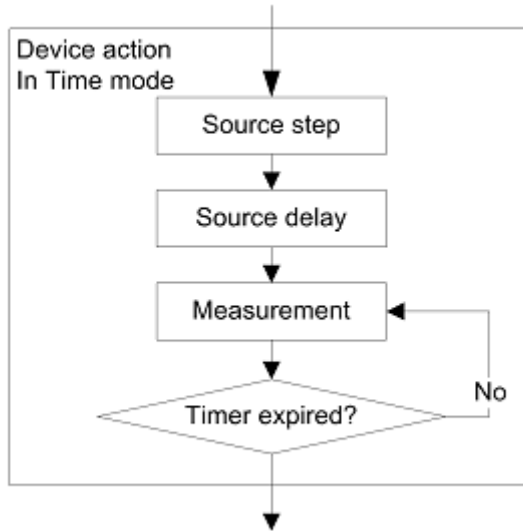 Device action
In Time mode
Source step
Source delay
Measurement
Timer expired?
No